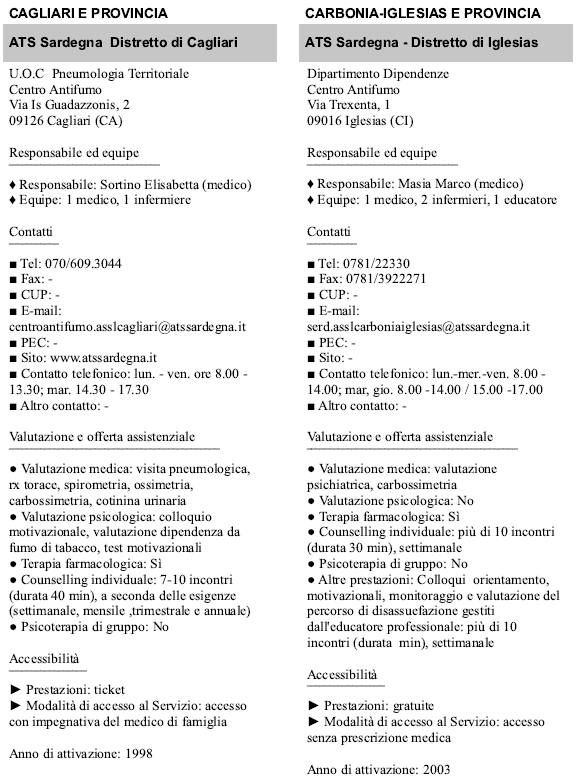 CAGLIARI E PROVINCIA
ATS Sardegna  Distretto di Cagliari
U.O.C  Pneumologia Territoriale
Centro Antifumo
Via Is Guadazzonis, 2
09126 Cagliari (CA)
Responsabile ed equipe
♦ Responsabile: Sortino Elisabetta (medico)
♦ Equipe: 1 medico, 1 infermiere
Contatti
■ Tel: 070/609.3044
■ Fax: -
■ CUP: -
■ E-mail:
centroantifumo.asslcagliari@atssardegna.it
■ PEC: -
■ Sito: www.atssardegna.it
■ Contatto telefonico: lun. - ven. ore 8.00 -
13.30; mar. 14.30 - 17.30
■ Altro contatto: -
Valutazione e offerta assistenziale
● Valutazione medica: visita pneumologica,
rx torace, spirometria, ossimetria,
carbossimetria, cotinina urinaria
● Valutazione psicologica: colloquio
motivazionale, valutazione dipendenza da
fumo di tabacco, test motivazionali
● Terapia farmacologica: Sì
● Counselling individuale: 7-10 incontri
(durata 40 min), a seconda delle esigenze
(settimanale, mensile ,trimestrale e annuale)
● Psicoterapia di gruppo: No
Accessibilità
► Prestazioni: ticket
► Modalità di accesso al Servizio: accesso
con impegnativa del medico di famiglia
Anno di attivazione: 1998
CARBONIA-IGLESIAS E PROVINCIA
ATS Sardegna - Distretto di Iglesias
Dipartimento Dipendenze
Centro Antifumo
Via Trexenta, 1
09016 Iglesias (CI)
Responsabile ed equipe
♦ Responsabile: Masia Marco (medico)
♦ Equipe: 1 medico, 2 infermieri, 1 educatore
Contatti
■ Tel: 0781/22330
■ Fax: 0781/3922271
■ CUP: -
■ E-mail:
serd.asslcarboniaiglesias@atssardegna.it
■ PEC: -
■ Sito: -
■ Contatto telefonico: lun.-mer.-ven. 8.00 -
14.00; mar, gio. 8.00 -14.00 / 15.00 -17.00
■ Altro contatto: -
Valutazione e offerta assistenziale
● Valutazione medica: valutazione
psichiatrica, carbossimetria
● Valutazione psicologica: No
● Terapia farmacologica: Sì
● Counselling individuale: più di 10 incontri
(durata 30 min), settimanale
● Psicoterapia di gruppo: No
● Altre prestazioni: Colloqui  orientamento,
motivazionali, monitoraggio e valutazione del
percorso di disassuefazione gestiti
dall'educatore professionale: più di 10
incontri (durata  min), settimanale
Accessibilità
► Prestazioni: gratuite
► Modalità di accesso al Servizio: accesso
senza prescrizione medica
Anno di attivazione: 2003